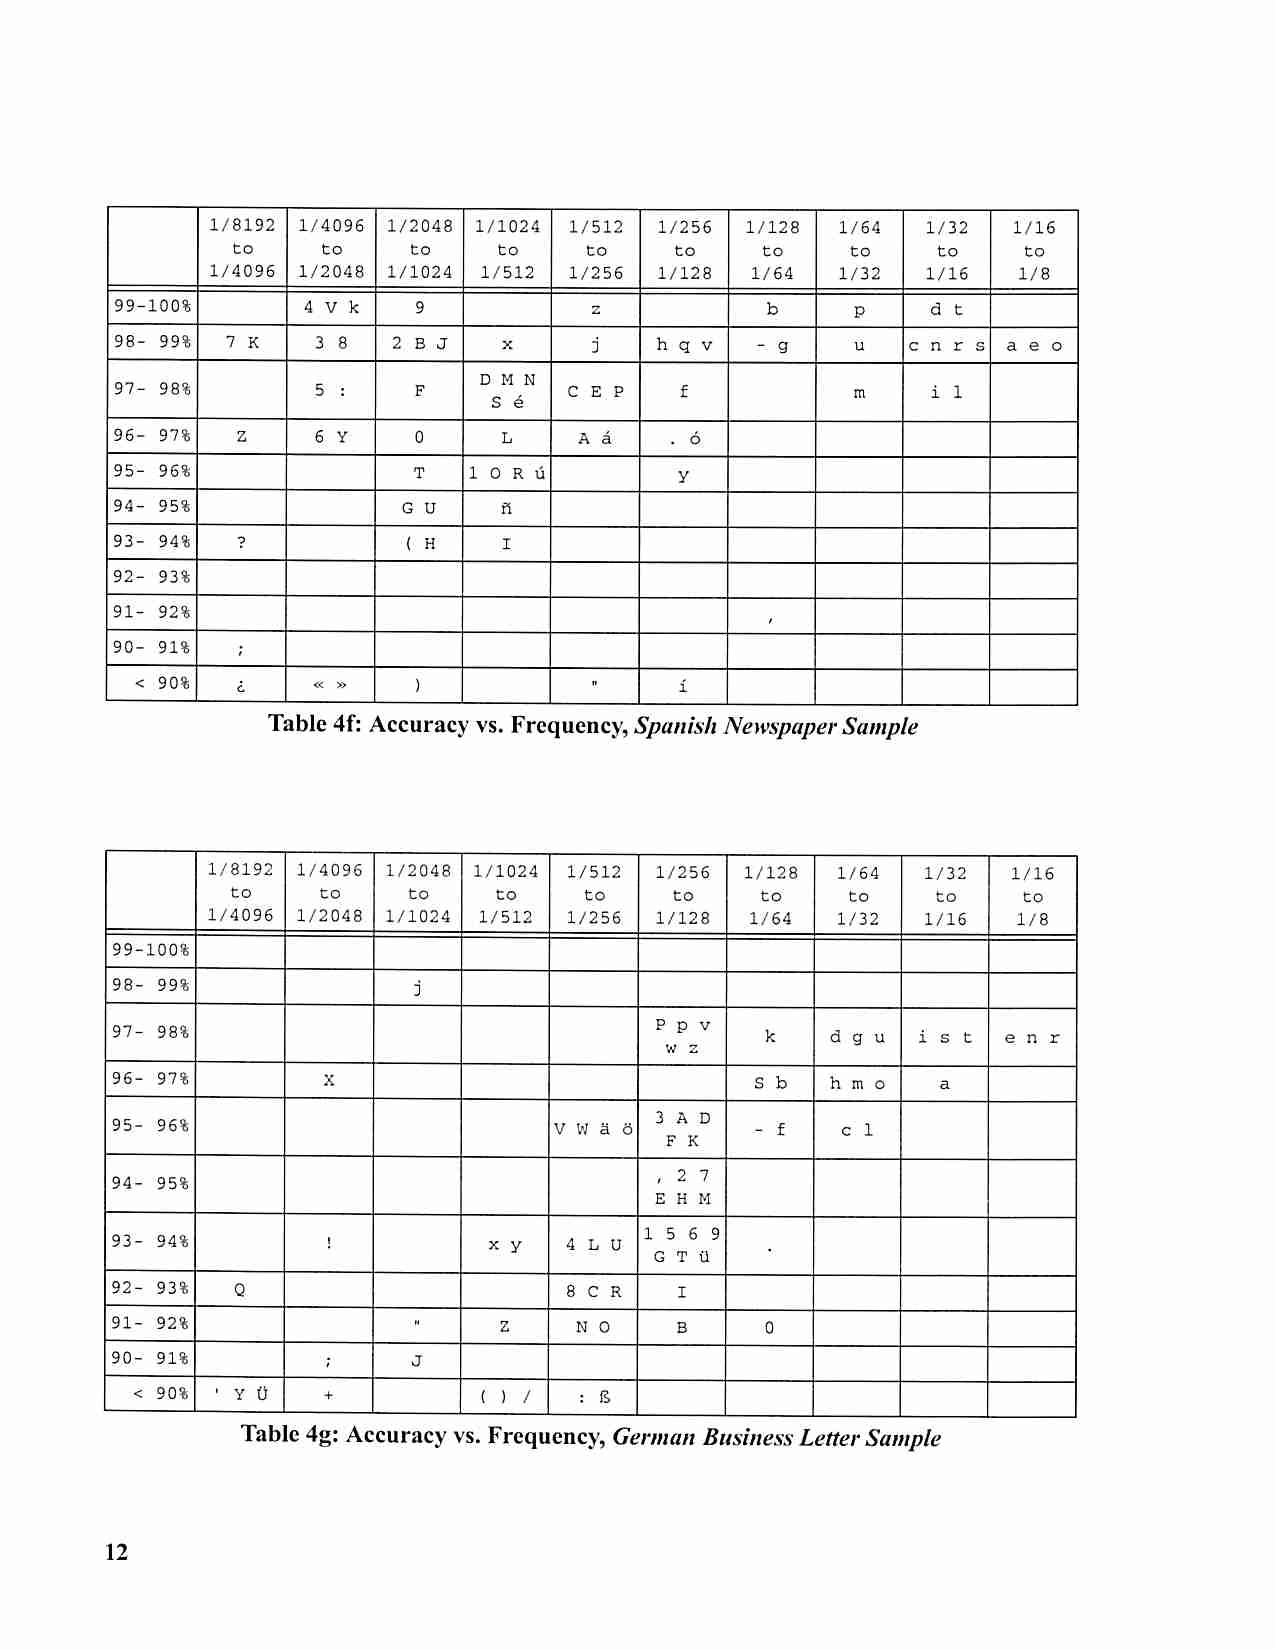 1/8192 1/4096 1/2048 1/1024 1/512 1/256 1/128 1/64 1/32 1/16
to to to to to to to to to to
1/4096 1/2048 1/1024 1/512 1/256 1/128 1/64 1/32 1/16 1/8
99-100% 4 V k 9 z b p d t
98- 99% 7 K 3 8 2 B J x j h q v - g u c n r s a e o
97- 98% 5 : F D M N S é C E P f m i l
96- 97% Z 6 Y 0 L A á . ó
95- 96% T 1 O R ú y
94- 95% G U ñ
93- 94% ? ( H I
92- 93%
91- 92% ,
90- 91% ;
< 90% ¿ « » ) " í
Table 4f: Accuracy vs. Frequency, Spanish Newspaper Sample
1/8192 1/4096 1/2048 1/1024 1/512 1/256 1/128 1/64 1/32 1/16
to to to to to to to to to to
1/4096 1/2048 1/1024 1/512 1/256 1/128 1/64 1/32 1/16 1/8
99-100%
98- 99% j
97- 98% P p v w z k d g u i s t e n r
96- 97% X S b h m o a
95- 96% V W ä ö 3 A D F K - f c l
94- 95% , 2 7 E H M
93- 94% ! x y 4 L U 1 5 6 9 G T ü .
92- 93% Q 8 C R I
91- 92% " Z N O B 0
90- 91% ; J
< 90% ' Y Ü + ( ) / : ß
Table 4g: Accuracy vs. Frequency, German Business Letter Sample
12